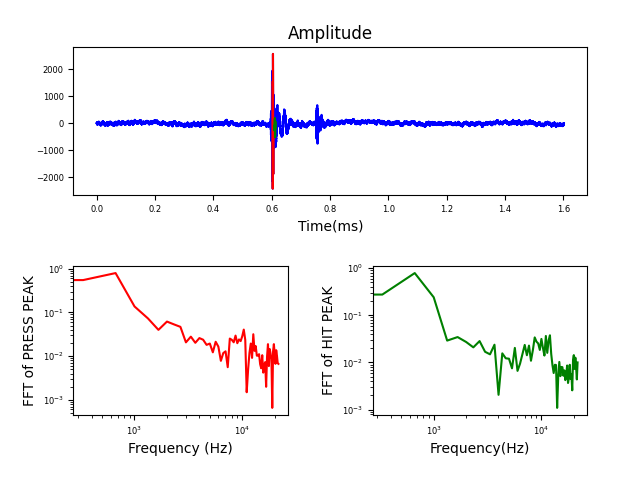 Amplitude
2000
1000
0
−1000
−2000
0.0 0.2 0.4 0.6 0.8 1.0 1.2 1.4 1.6
Time(ms)
FFT of PRESS PEAK
10⁰
10⁻¹
10⁻²
10⁻³
10³ 10⁴
Frequency (Hz)
FFT of HIT PEAK
10⁰
10⁻¹
10⁻²
10⁻³
10³ 10⁴
Frequency(Hz)